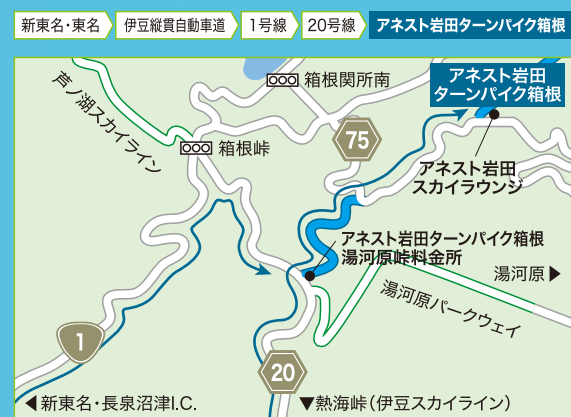 新東名・東名
伊豆縦貫自動車道
1号線
20号線
アネスト岩田ターンパイク箱根
箱根関所南
アネスト岩田
ターンパイク箱根
芦ノ湖スカイライン
75
箱根峠
アネスト岩田
スカイラウンジ
アネスト岩田ターンパイク箱根
湯河原峠料金所
湯河原▶
湯河原パークウェイ
1
20
◀新東名・長泉沼津I.C.
▼熱海峠（伊豆スカイライン）